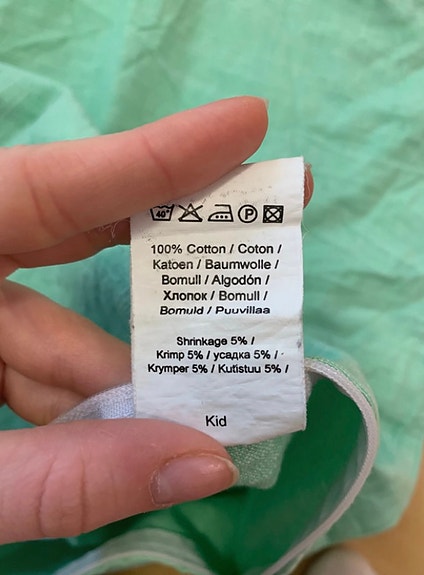 40°
P
100% Cotton / Coton /
Katoen / Baumwolle /
Bomull / Algodón /
Хлопок / Bomull /
Bomuld / Puuvillaa
Shrinkage 5% /
Krimp 5% / усадка 5% /
Krymper 5% / Kutistuu 5% /
Kid